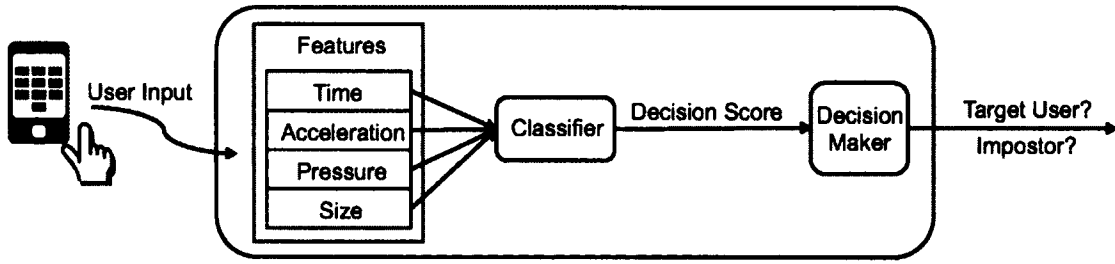 User Input
Features
Time
Acceleration
Pressure
Size
Classifier
Decision Score
Decision
Maker
Target User?
Impostor?